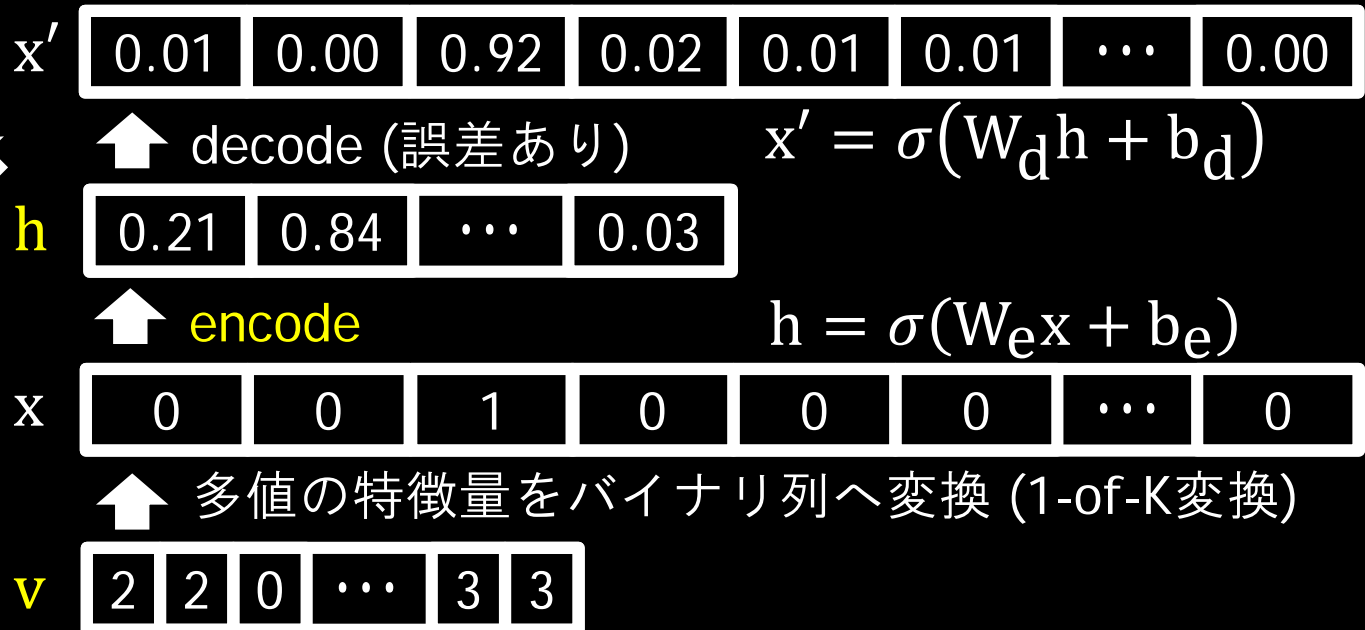 x′ 0.01 0.00 0.92 0.02 0.01 0.01 ⋯ 0.00
decode (誤差あり) x′ = σ(W_d h + b_d)
h 0.21 0.84 ⋯ 0.03
encode h = σ(W_e x + b_e)
x 0 0 1 0 0 0 ⋯ 0
多値の特徴量をバイナリ列へ変換 (1-of-K変換)
v 2 2 0 ⋯ 3 3